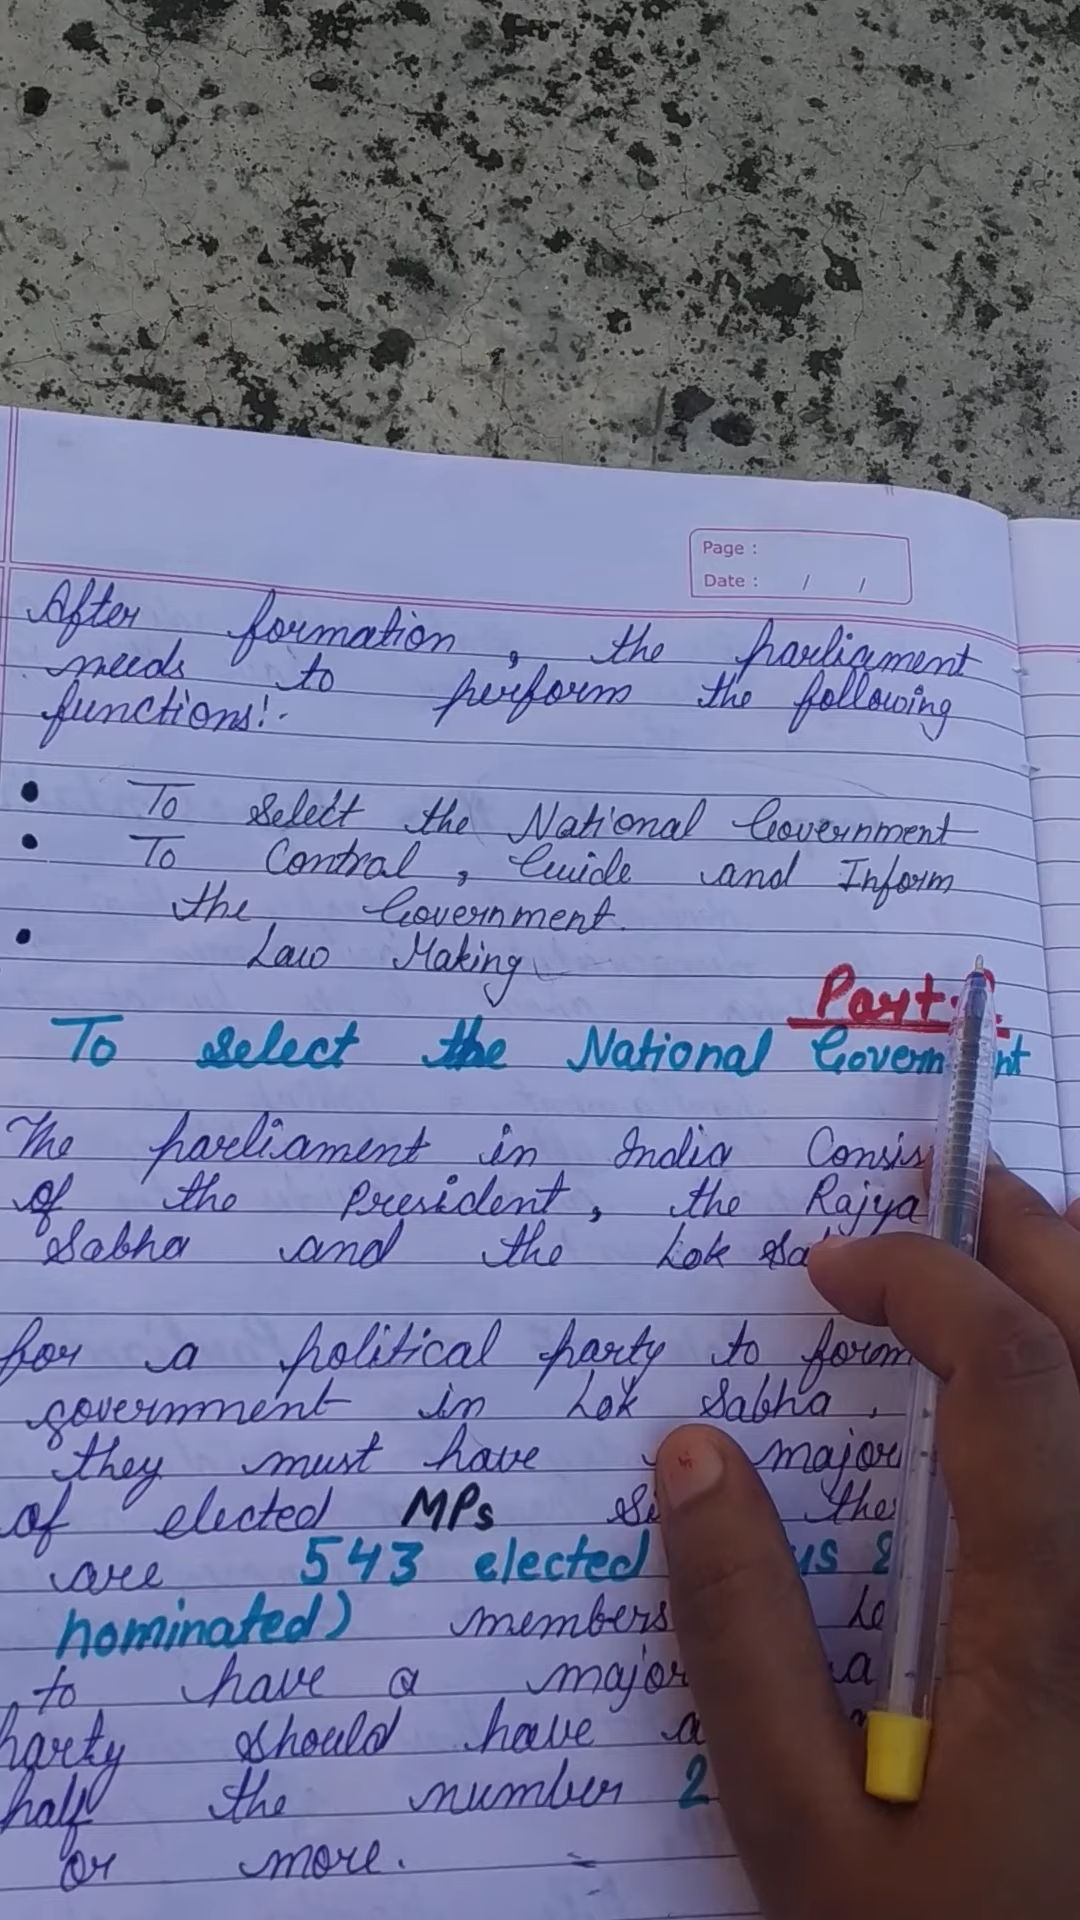 Page :
Date : / /
After formation, the parliament
needs to perform the following
functions:-
• To select the National Government
• To Control, Guide and Inform
the Government.
• Law Making
Part-
To select the National Government
The parliament in India Consis
of the President, the Rajya
Sabha and the Lok Sa
for a political party to form
government in Lok Sabha,
they must have major
of elected MPs the
are 543 elected us 2
nominated) members
to have a major a
party should have a
half the number 2
or more.